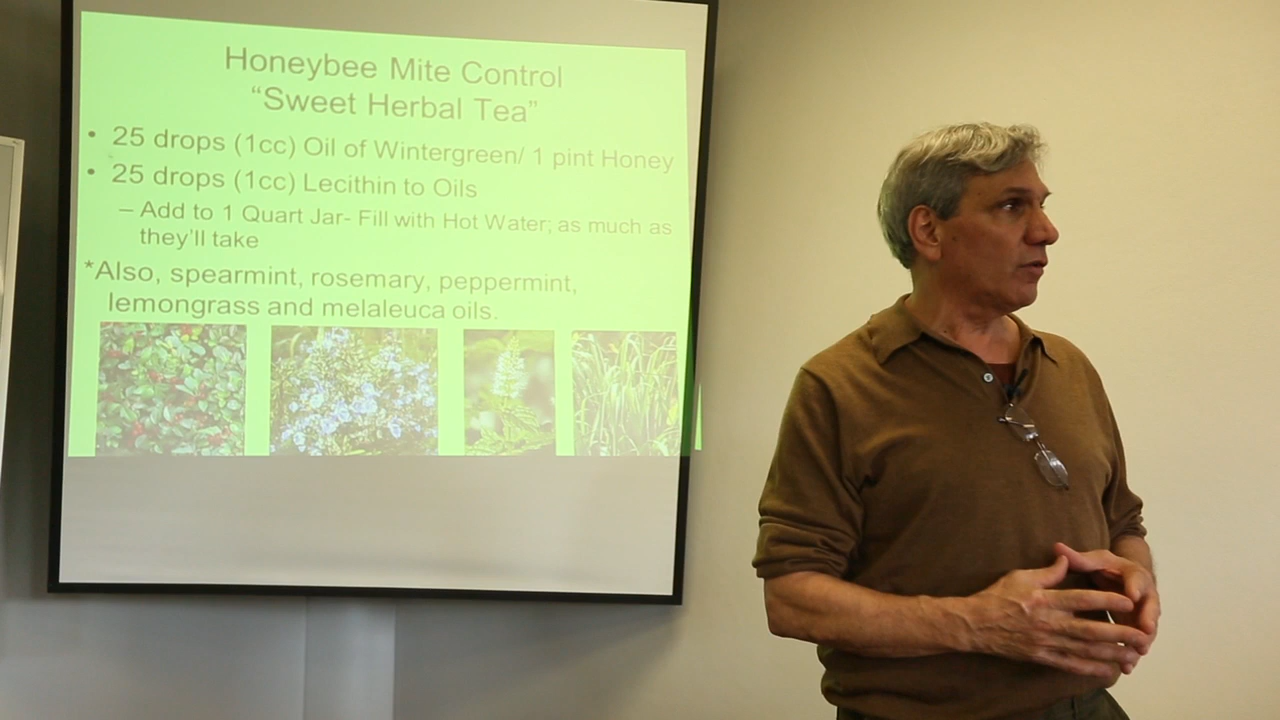 Honeybee Mite Control
“Sweet Herbal Tea”
• 25 drops (1cc) Oil of Wintergreen/ 1 pint Honey
• 25 drops (1cc) Lecithin to Oils
– Add to 1 Quart Jar- Fill with Hot Water; as much as
they’ll take
*Also, spearmint, rosemary, peppermint,
lemongrass and melaleuca oils.